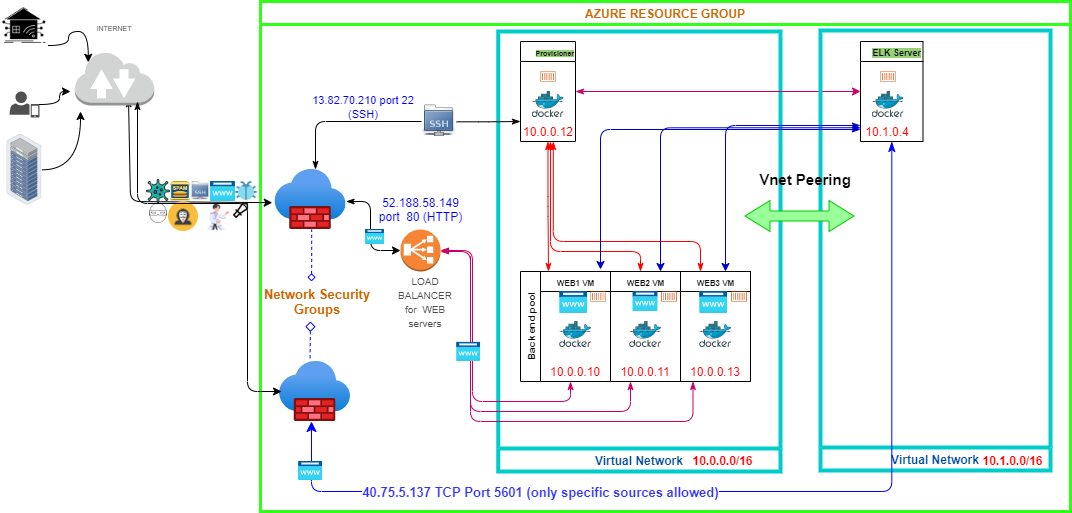 AZURE RESOURCE GROUP
INTERNET
Provisioner
ELK Server
13.82.70.210 port 22
(SSH)
SSH
docker
10.0.0.12
docker
10.1.0.4
SPAM
SSH
WWW
Vnet Peering
52.188.58.149
port 80 (HTTP)
WWW
LOAD
BALANCER
for WEB
servers
Network Security
Groups
WWW
Backend pool
WEB1 VM
WEB2 VM
WEB3 VM
WWW
WWW
WWW
docker
docker
docker
10.0.0.10
10.0.0.11
10.0.0.13
Virtual Network 10.0.0.0/16
Virtual Network 10.1.0.0/16
WWW
40.75.5.137 TCP Port 5601 (only specific sources allowed)